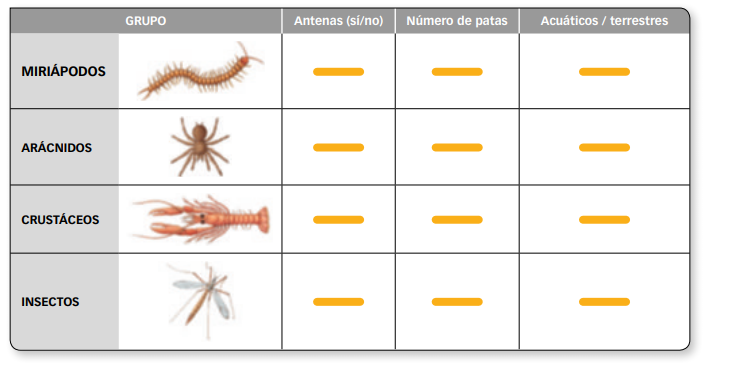 GRUPO Antenas (sí/no) Número de patas Acuáticos / terrestres
MIRIÁPODOS
ARÁCNIDOS
CRUSTÁCEOS
INSECTOS